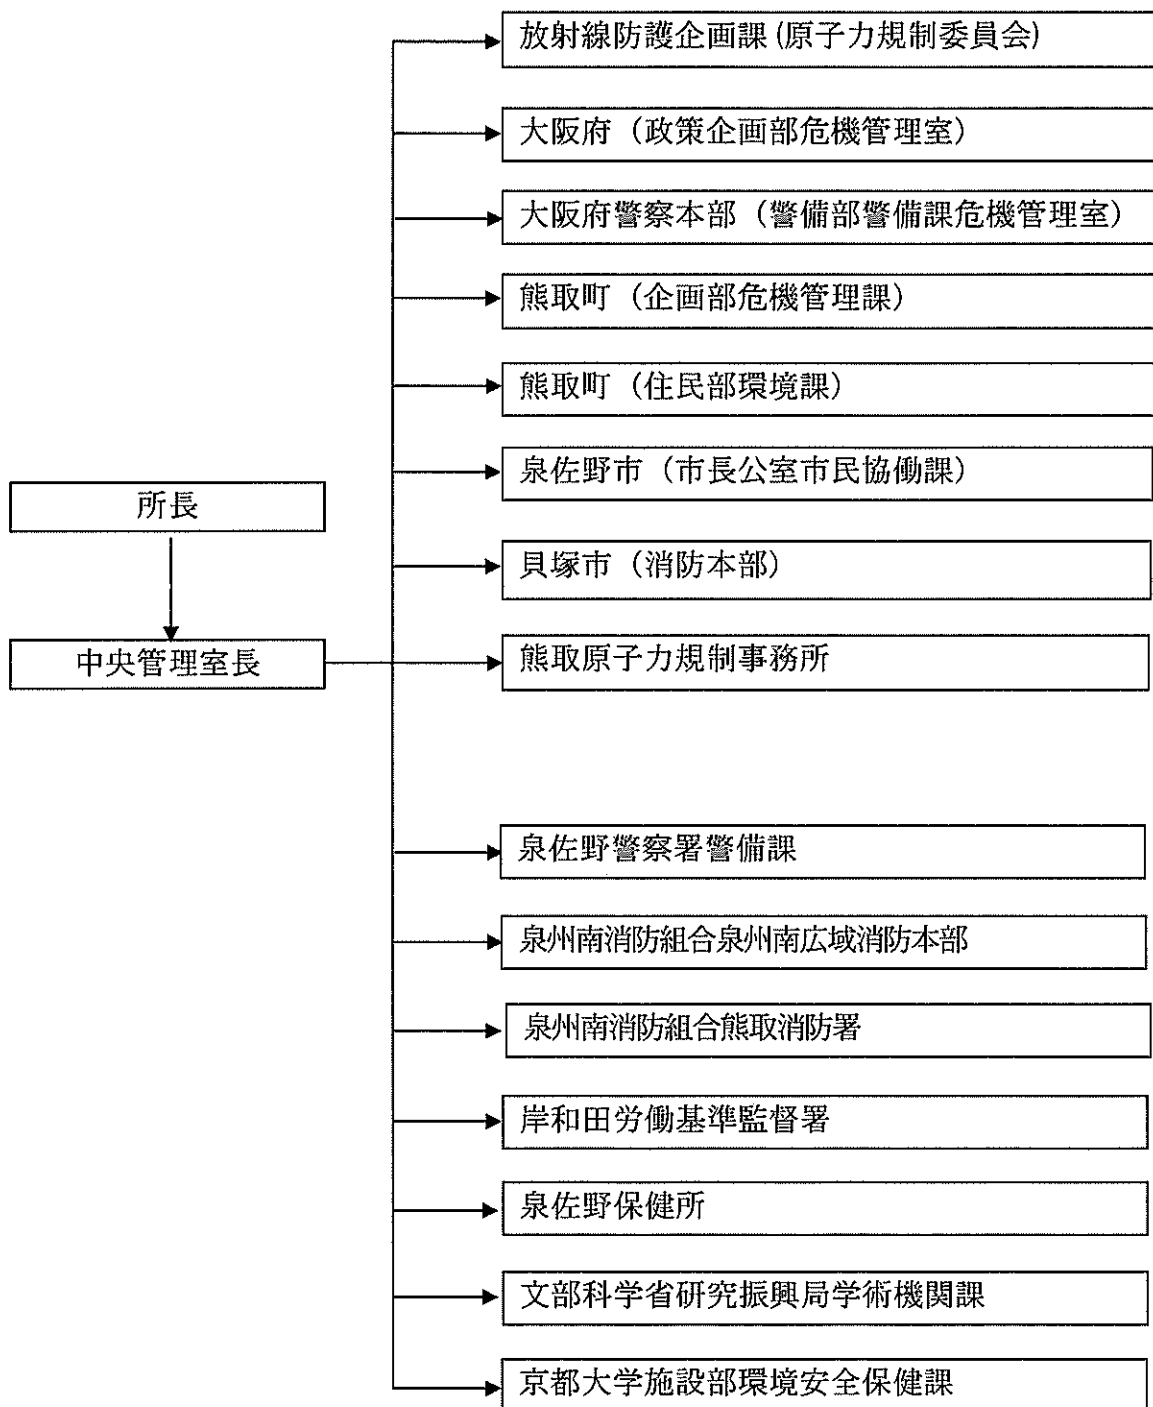 放射線防護企画課(原子力規制委員会)
大阪府（政策企画部危機管理室）
大阪府警察本部（警備部警備課危機管理室）
熊取町（企画部危機管理課）
熊取町（住民部環境課）
泉佐野市（市長公室市民協働課）
所長
貝塚市（消防本部）
中央管理室長
熊取原子力規制事務所
泉佐野警察署警備課
泉州南消防組合泉州南広域消防本部
泉州南消防組合熊取消防署
岸和田労働基準監督署
泉佐野保健所
文部科学省研究振興局学術機関課
京都大学施設部環境安全保健課